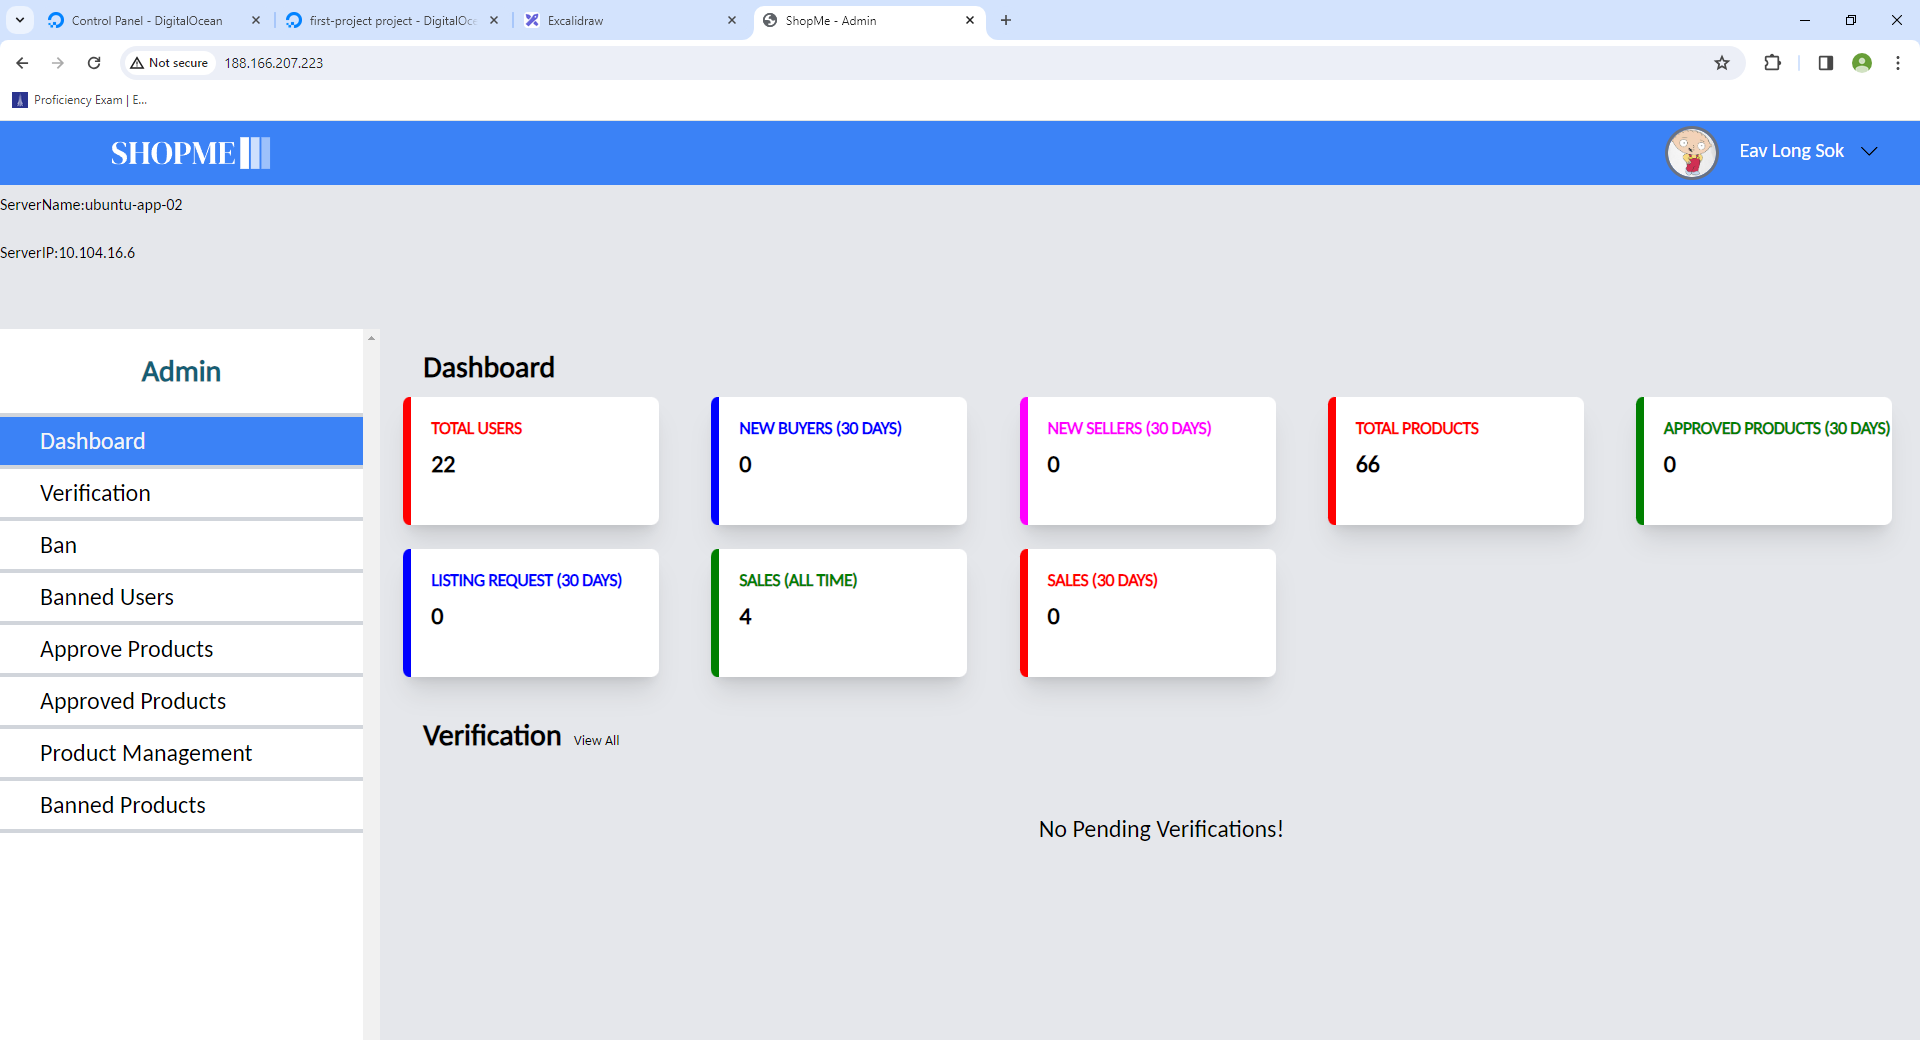 Control Panel - DigitalOcean
first-project project - DigitalOce
Excalidraw
ShopMe - Admin
Not secure
188.166.207.223
Proficiency Exam | E...
SHOPME
Eav Long Sok
ServerName:ubuntu-app-02
ServerIP:10.104.16.6
Admin
Dashboard
Verification
Ban
Banned Users
Approve Products
Approved Products
Product Management
Banned Products
Dashboard
TOTAL USERS
22
NEW BUYERS (30 DAYS)
0
NEW SELLERS (30 DAYS)
0
TOTAL PRODUCTS
66
APPROVED PRODUCTS (30 DAYS)
0
LISTING REQUEST (30 DAYS)
0
SALES (ALL TIME)
4
SALES (30 DAYS)
0
Verification
View All
No Pending Verifications!